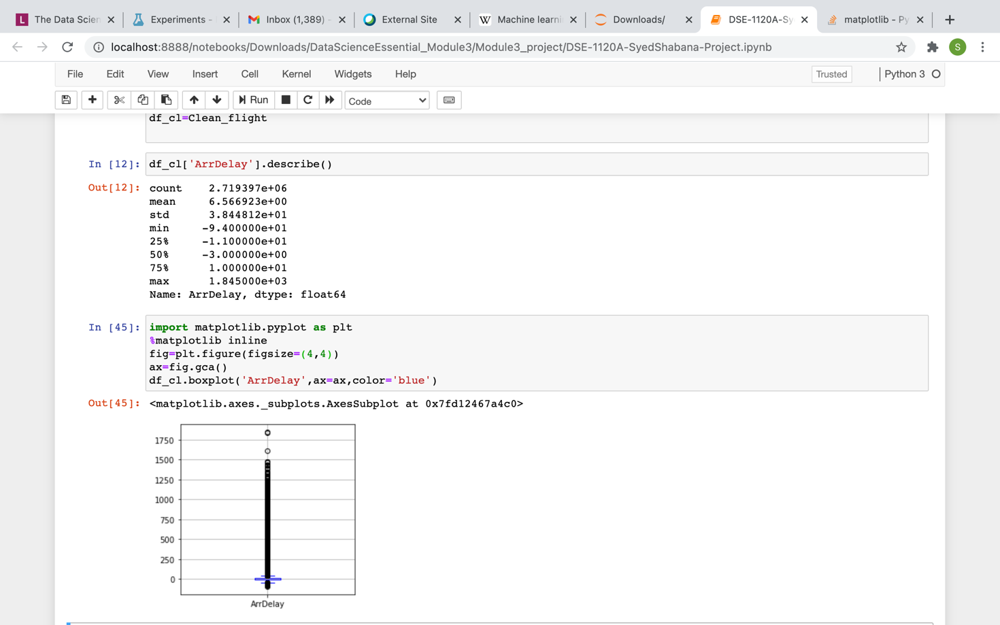 L The Data Scien
Experiments -
Inbox (1,389) -
External Site
W Machine learni
Downloads/
DSE-1120A-Sy
matplotlib - Py
localhost:8888/notebooks/Downloads/DataScienceEssential_Module3/Module3_project/DSE-1120A-SyedShabana-Project.ipynb
S
File Edit View Insert Cell Kernel Widgets Help
Trusted
Python 3
Run
Code
df_cl=Clean_flight
In [12]: df_cl['ArrDelay'].describe()
Out[12]: count 2.719397e+06
mean 6.566923e+00
std 3.844812e+01
min -9.400000e+01
25% -1.100000e+01
50% -3.000000e+00
75% 1.000000e+01
max 1.845000e+03
Name: ArrDelay, dtype: float64
In [45]: import matplotlib.pyplot as plt
%matplotlib inline
fig=plt.figure(figsize=(4,4))
ax=fig.gca()
df_cl.boxplot('ArrDelay',ax=ax,color='blue')
Out[45]: <matplotlib.axes._subplots.AxesSubplot at 0x7fd12467a4c0>
1750
1500
1250
1000
750
500
250
0
ArrDelay